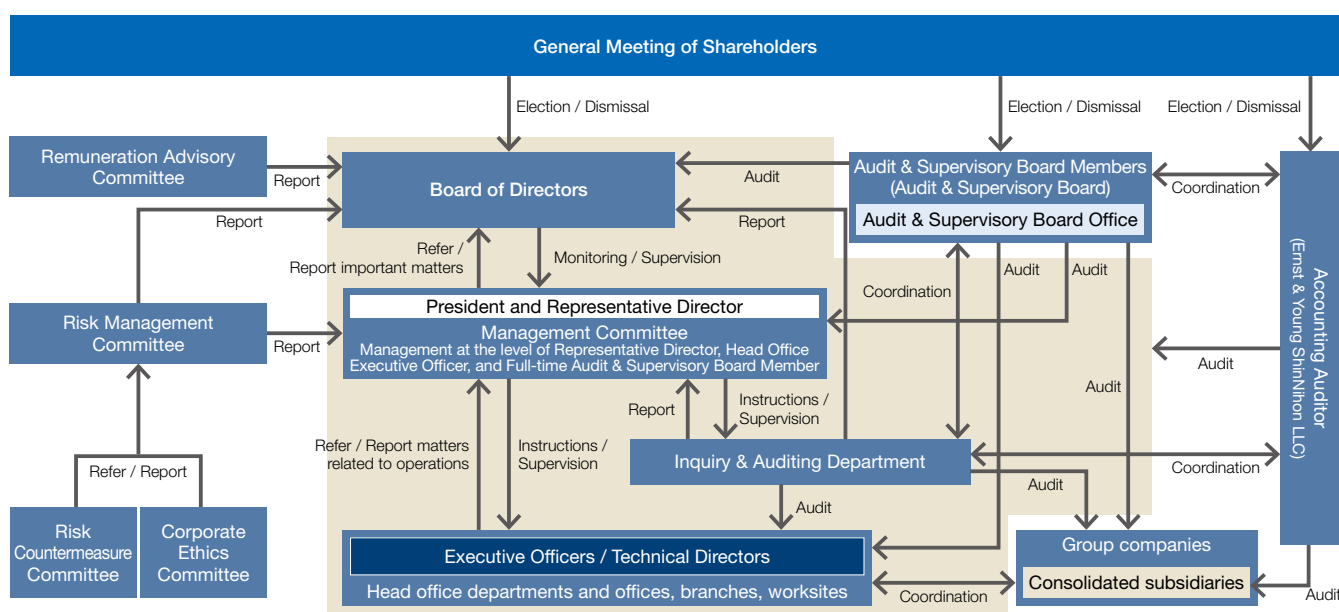 General Meeting of Shareholders
Election / Dismissal
Election / Dismissal
Election / Dismissal
Remuneration Advisory
Committee
Report
Board of Directors
Audit
Audit & Supervisory Board Members
(Audit & Supervisory Board)
Audit & Supervisory Board Office
Coordination
Report
Report
Refer /
Report important matters
Monitoring / Supervision
Coordination
Audit
Audit
Accounting Auditor
(Ernst & Young ShinNihon LLC)
Risk Management
Committee
Report
President and Representative Director
Management Committee
Management at the level of Representative Director, Head Office
Executive Officer, and Full-time Audit & Supervisory Board Member
Audit
Audit
Report
Instructions /
Supervision
Refer / Report matters
related to operations
Instructions /
Supervision
Inquiry & Auditing Department
Coordination
Audit
Refer / Report
Audit
Risk
Countermeasure
Committee
Corporate
Ethics
Committee
Executive Officers / Technical Directors
Head office departments and offices, branches, worksites
Coordination
Group companies
Consolidated subsidiaries
Audit